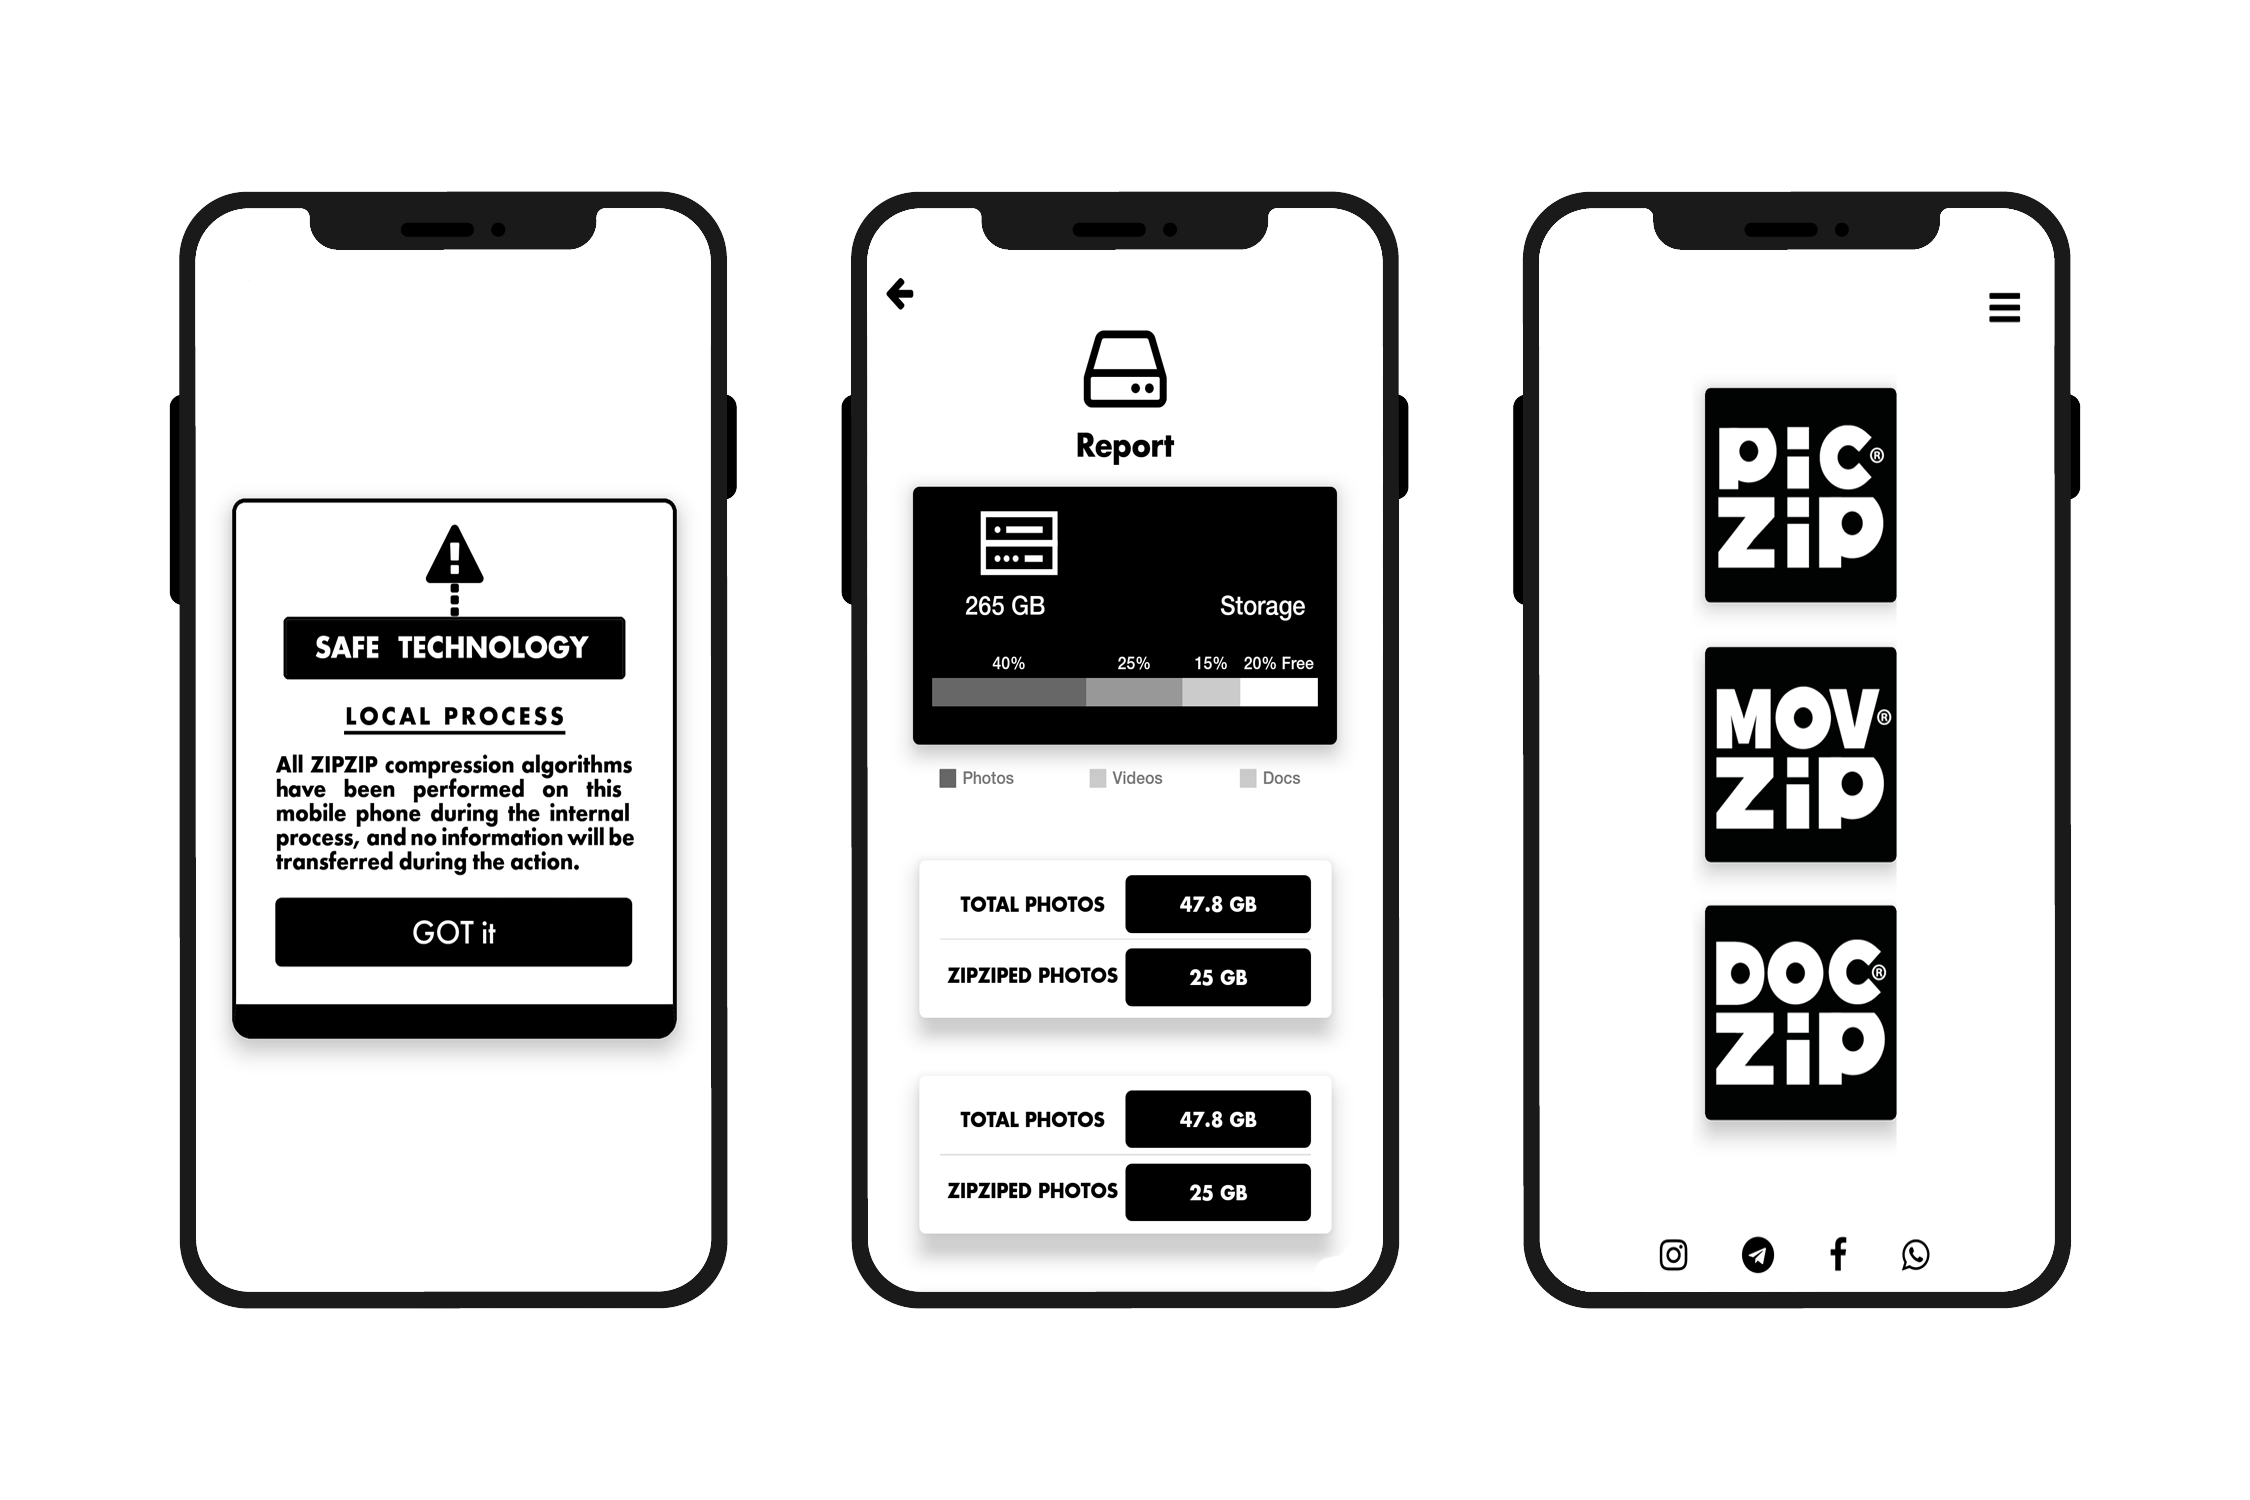 SAFE TECHNOLOGY
LOCAL PROCESS
All ZIPZIP compression algorithms
have been performed on this
mobile phone during the internal
process, and no information will be
transferred during the action.
GOT it
Report
265 GB Storage
40% 25% 15% 20% Free
Photos Videos Docs
TOTAL PHOTOS 47.8 GB
ZIPZIPED PHOTOS 25 GB
TOTAL PHOTOS 47.8 GB
ZIPZIPED PHOTOS 25 GB
PiC®
Zip
MOV®
Zip
DOC®
Zip